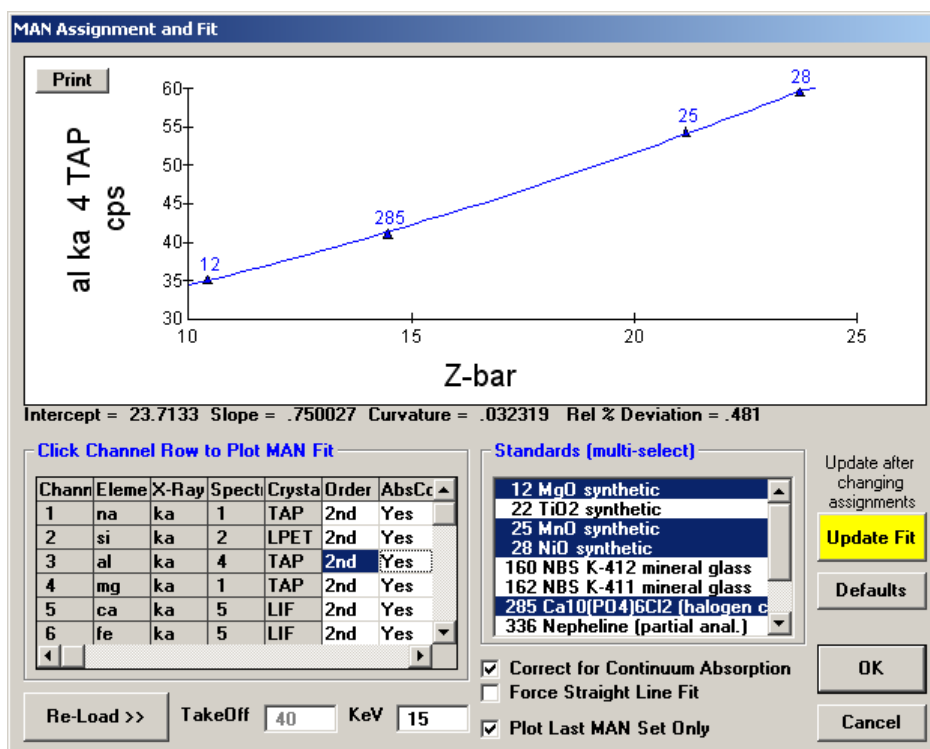 MAN Assignment and Fit
Print
al ka 4 TAP
cps
60
55
50
45
40
35
30
12
285
25
28
10
15
20
25
Z-bar
Intercept = 23.7133 Slope = .750027 Curvature = .032319 Rel % Deviation = .481
Click Channel Row to Plot MAN Fit
Chann Eleme X-Ray Spectr Crysta Order AbsCo
1 na ka 1 TAP 2nd Yes
2 si ka 2 LPET 2nd Yes
3 al ka 4 TAP 2nd Yes
4 mg ka 1 TAP 2nd Yes
5 ca ka 5 LIF 2nd Yes
6 fe ka 5 LIF 2nd Yes
Standards (multi-select)
12 MgO synthetic
22 TiO2 synthetic
25 MnO synthetic
28 NiO synthetic
160 NBS K-412 mineral glass
162 NBS K-411 mineral glass
285 Ca10(PO4)6Cl2 (halogen c
336 Nepheline (partial anal.)
Update after
changing
assignments
Update Fit
Defaults
OK
Cancel
Correct for Continuum Absorption
Force Straight Line Fit
Plot Last MAN Set Only
Re-Load >>
TakeOff 40 KeV 15